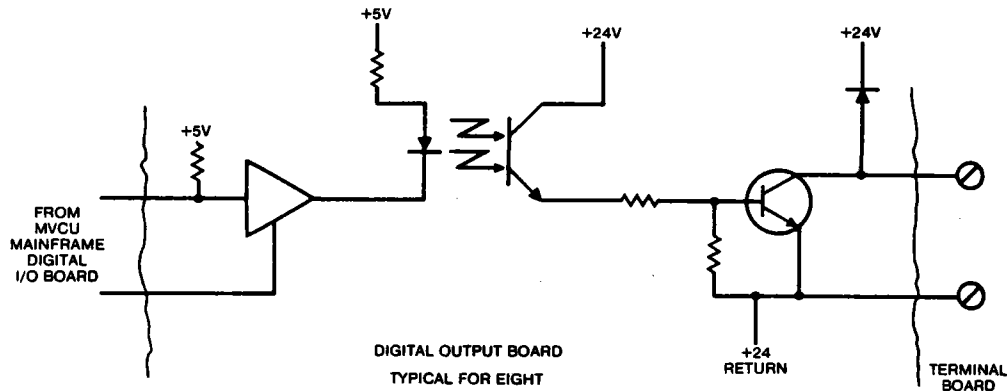 +5V
+24V
+24V
+5V
FROM
MVCU
MAINFRAME
DIGITAL
I/O BOARD
DIGITAL OUTPUT BOARD
TYPICAL FOR EIGHT
+24
RETURN
TERMINAL
BOARD